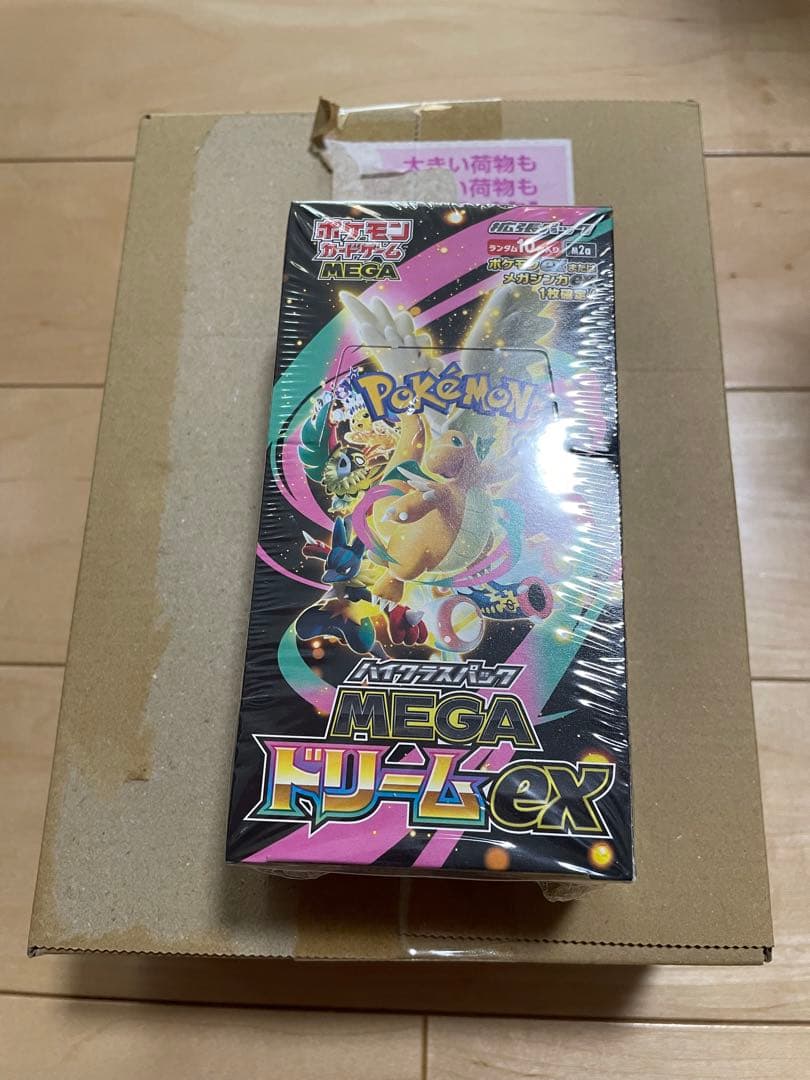 大きい荷物も
い荷物も
ポケモン
カードゲーム
MEGA
拡張パック
ランダム10枚入り
ポケモンexまたは
メガシンカex
1枚確定!
POKéMON
ハイクラスパック
MEGA
ドリームex